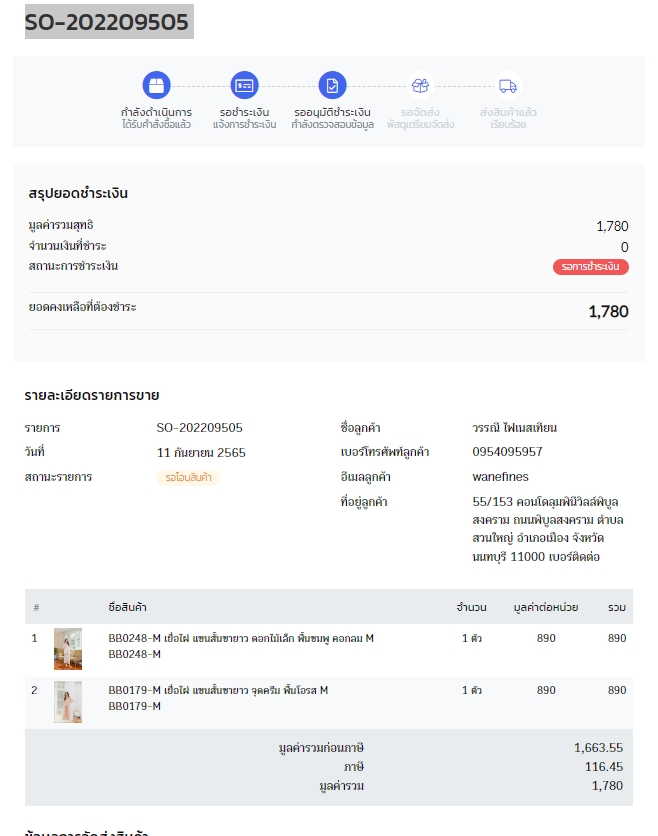 SO-202209505
กำลังดำเนินการ รอชำระเงิน รออนุมัติชำระเงิน รอจัดส่ง ส่งสินค้าแล้ว
ได้รับคำสั่งซื้อแล้ว แจ้งการชำระเงิน กำลังตรวจสอบข้อมูล พัสดุเตรียมจัดส่ง เรียบร้อย
สรุปยอดชำระเงิน
มูลค่ารวมสุทธิ 1,780
จำนวนเงินที่ชำระ 0
สถานะการชำระเงิน รอการชำระเงิน
ยอดคงเหลือที่ต้องชำระ 1,780
รายละเอียดรายการขาย
รายการ SO-202209505 ชื่อลูกค้า วรรณิ ไฟเนสเทียน
วันที่ 11 กันยายน 2565 เบอร์โทรศัพท์ลูกค้า 0954095957
สถานะรายการ รอโอนสินค้า อีเมลลูกค้า wanefines
ที่อยู่ลูกค้า 55/153 คอนโดลุมพินีวิลล์พิบูล
สงคราม ถนนพิบูลสงคราม ตำบล
สวนใหญ่ อำเภอเมือง จังหวัด
นนทบุรี 11000 เบอร์ติดต่อ
# ชื่อสินค้า จำนวน มูลค่าต่อหน่วย รวม
1 BB0248-M เยื่อไผ่ แขนสั้นขายาว ดอกไม้เล็ก พื้นชมพู คอกลม M 1 ตัว 890 890
BB0248-M
2 BB0179-M เยื่อไผ่ แขนสั้นขายาว จุดครีม พื้นโอรส M 1 ตัว 890 890
BB0179-M
มูลค่ารวมก่อนภาษี 1,663.55
ภาษี 116.45
มูลค่ารวม 1,780